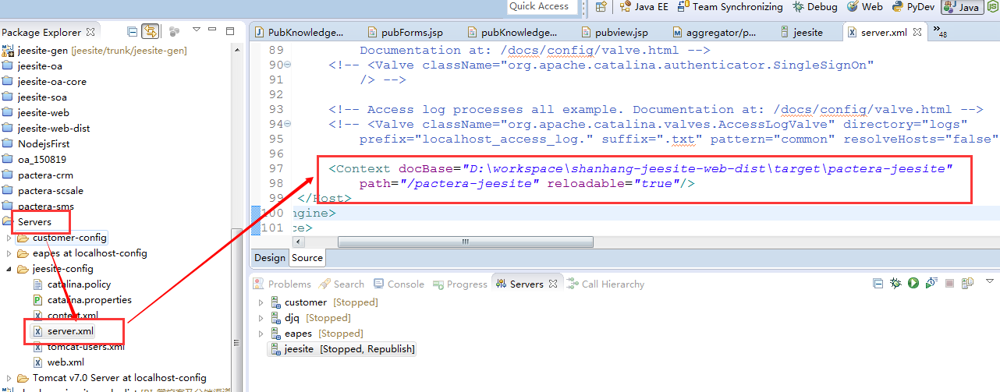 Quick Access
Java EE
Team Synchronizing
Debug
Web
PyDev
Java
Package Explorer
jeesite-gen [jeesite/trunk/jeesite-gen]
jeesite-oa
jeesite-oa-core
jeesite-soa
jeesite-web
jeesite-web-dist
NodejsFirst
oa_150819
pactera-crm
pactera-scsale
pactera-sms
Servers
customer-config
eapes at localhost-config
jeesite-config
catalina.policy
catalina.properties
context.xml
server.xml
tomcat-users.xml
web.xml
Tomcat v7.0 Server at localhost-config
PubKnowledge...
pubForms.jsp
pubKnowledge...
pubview.jsp
aggregator/p...
jeesite
server.xml
48
89 Documentation at: /docs/config/valve.html -->
90 <!-- <Valve className="org.apache.catalina.authenticator.SingleSignOn"
91 /> -->
92
93 <!-- Access log processes all example. Documentation at: /docs/config/valve.html -->
94 <!-- <Valve className="org.apache.catalina.valves.AccessLogValve" directory="logs"
95 prefix="localhost_access_log." suffix=".txt" pattern="common" resolveHosts="false"
96
97 <Context docBase="D:\workspace\shanhang-jeesite-web-dist\target\pactera-jeesite"
98 path="/pactera-jeesite" reloadable="true"/>
99 </Host>
100 ngine>
101 ce>
Design
Source
Problems
Search
Console
Progress
Servers
Call Hierarchy
customer [Stopped]
djq [Stopped]
eapes [Stopped]
jeesite [Stopped, Republish]